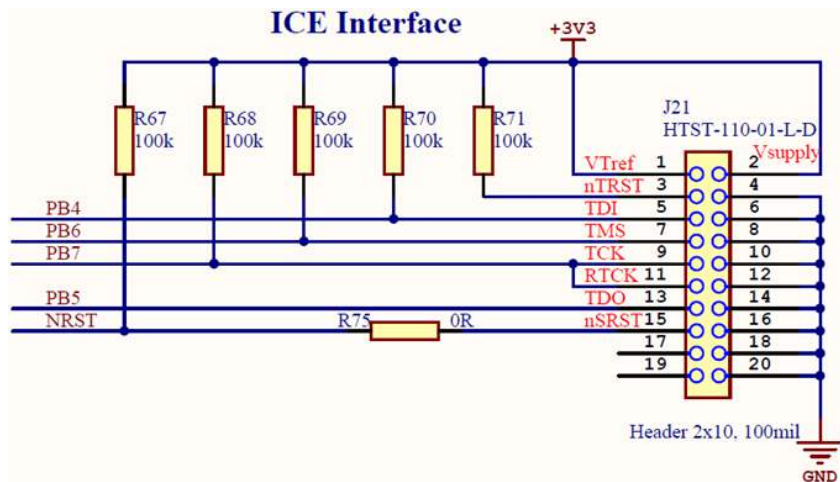 ICE Interface
+3V3
R67
100k
R68
100k
R69
100k
R70
100k
R71
100k
J21
HTST-110-01-L-D
VTref 1 2 Vsupply
nTRST 3 4
PB4 TDI 5 6
PB6 TMS 7 8
PB7 TCK 9 10
RTCK 11 12
PB5 TDO 13 14
NRST R75 0R nSRST 15 16
17 18
19 20
Header 2x10, 100mil
GND